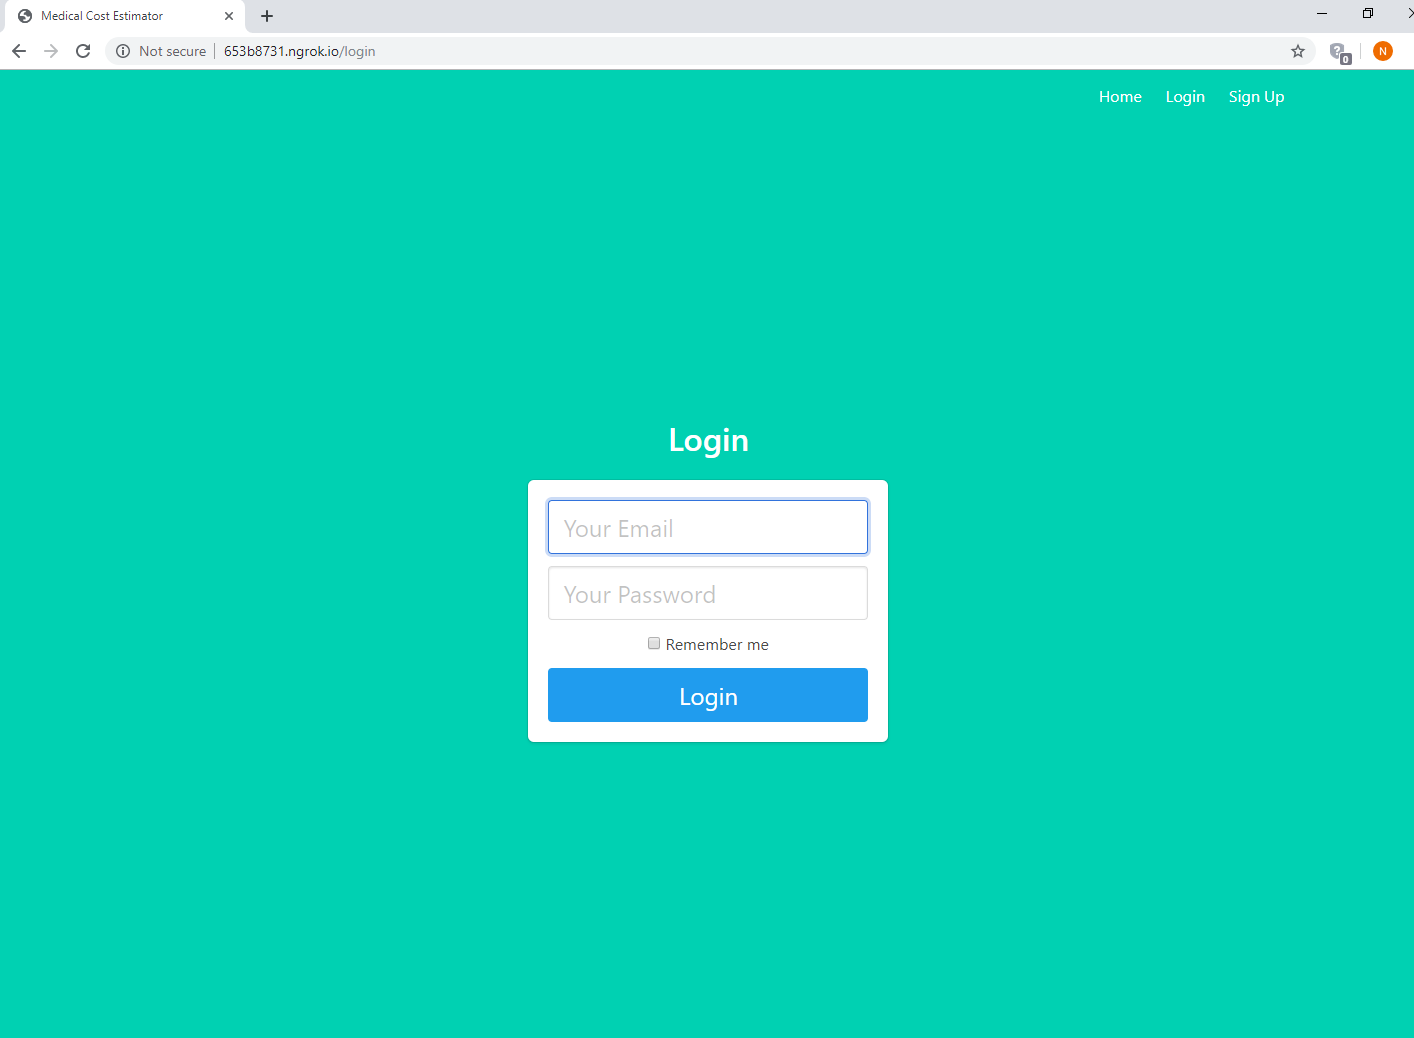 Medical Cost Estimator
Not secure 653b8731.ngrok.io/login
0
N
Home Login Sign Up
Login
Your Email
Your Password
Remember me
Login